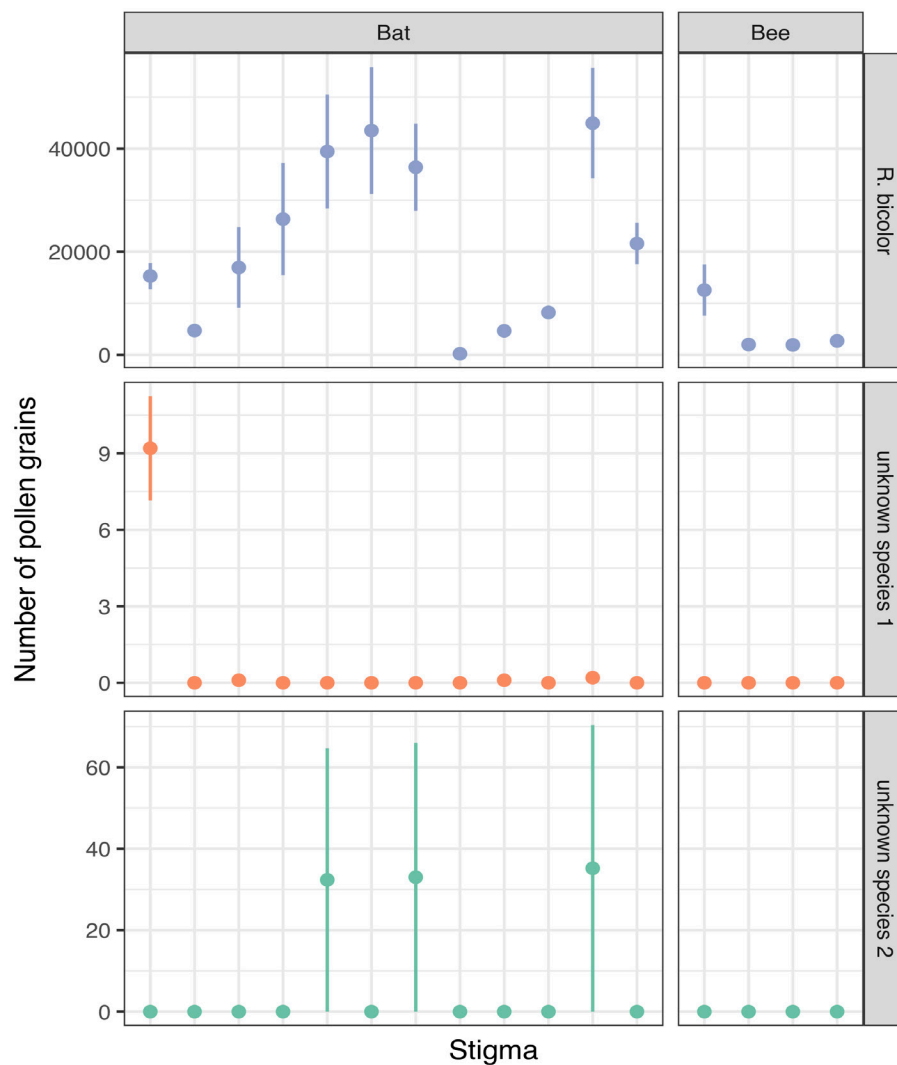 Bat
Bee
40000
20000
0
R. bicolor
9
6
3
0
unknown species 1
60
40
20
0
unknown species 2
Number of pollen grains
Stigma